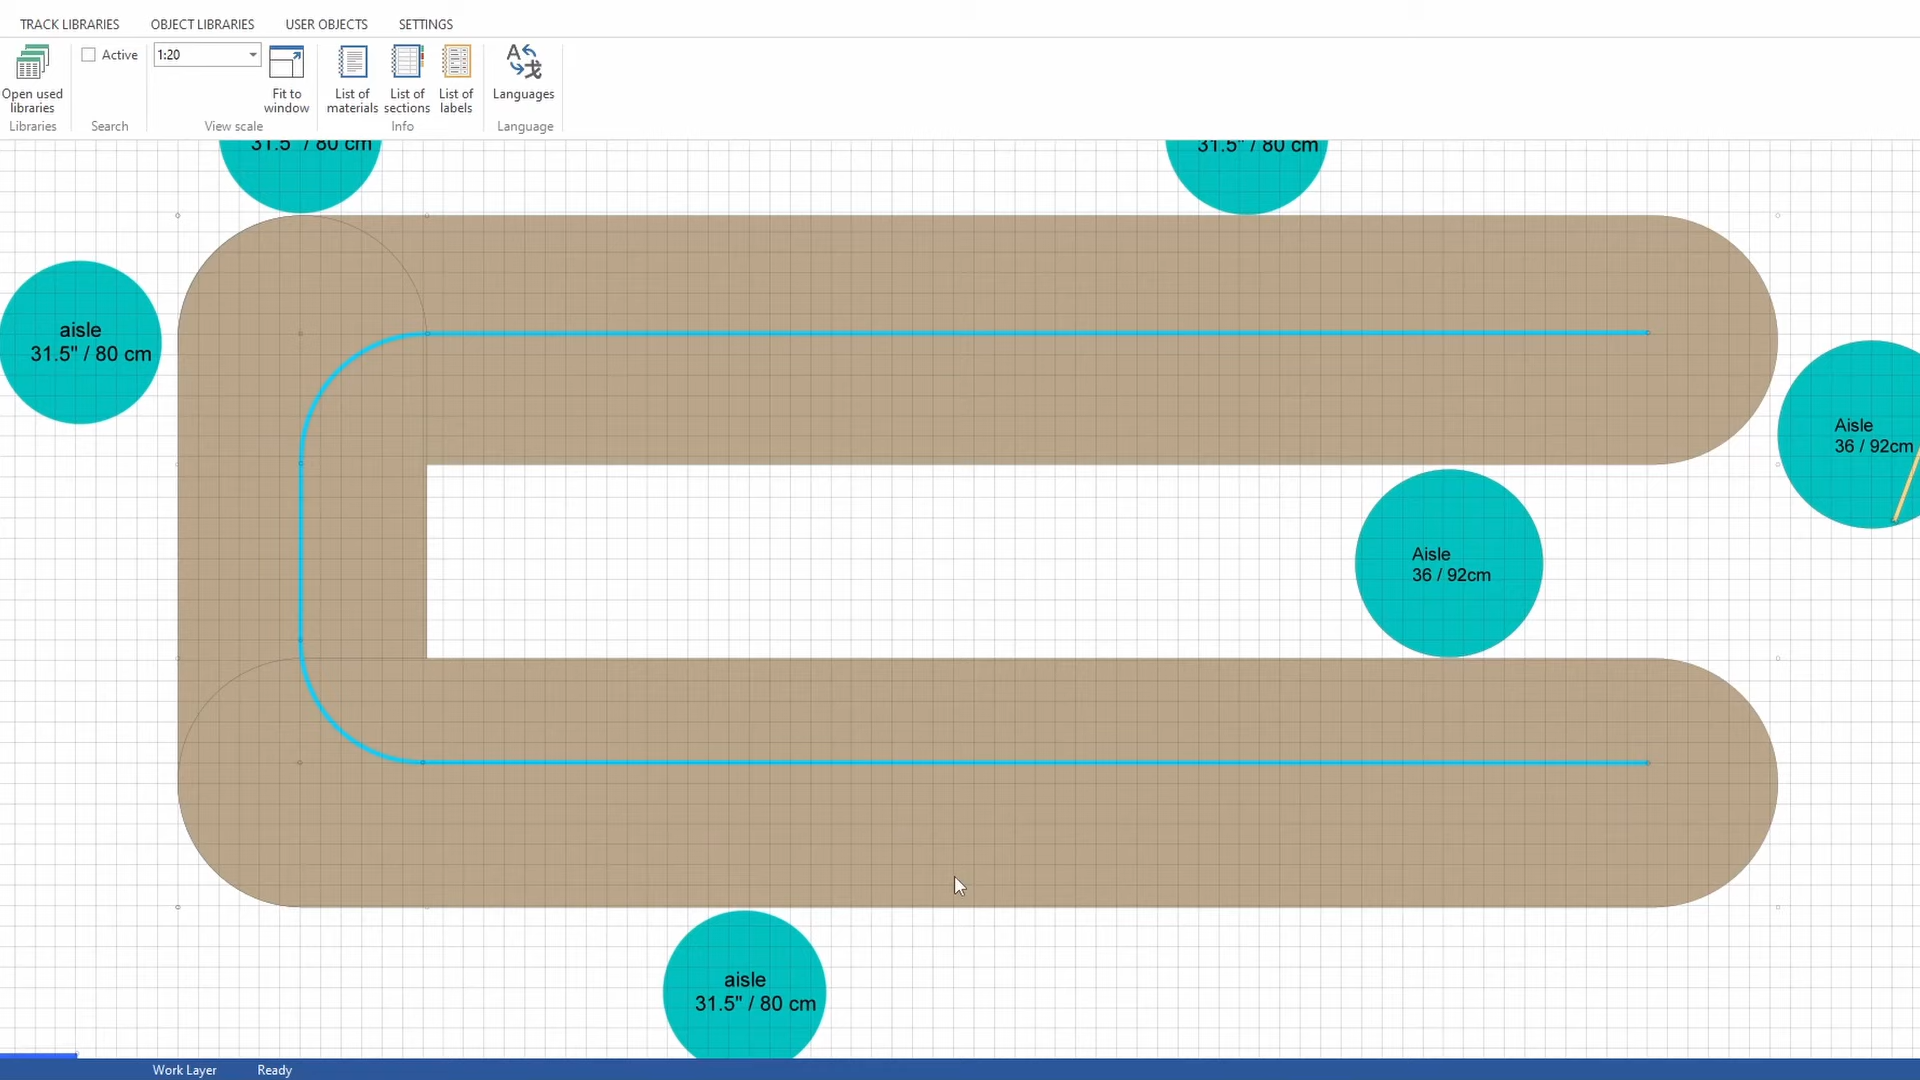 TRACK LIBRARIES OBJECT LIBRARIES USER OBJECTS SETTINGS
Active
1:20
Open used
libraries
Fit to
window
List of
materials
List of
sections
List of
labels
Languages
Libraries
Search
View scale
Info
Language
31.5" / 80 cm
31.5" / 80 cm
aisle
31.5" / 80 cm
Aisle
36 / 92cm
Aisle
36 / 92cm
aisle
31.5" / 80 cm
Work Layer Ready